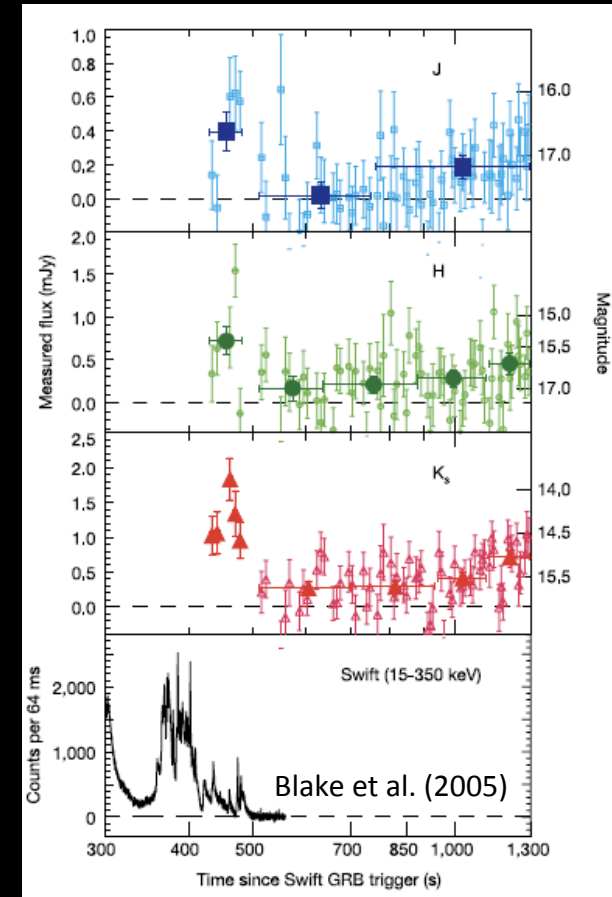 1.0
0.8
0.6
0.4
0.2
0.0
J
16.0
17.0
2.0
1.5
1.0
0.5
0.0
H
15.0
15.5
17.0
Measured flux (mJy)
Magnitude
2.5
2.0
1.5
1.0
0.5
0.0
Ks
14.0
14.5
15.5
Counts per 64 ms
2,000
1,000
0
Swift (15-350 keV)
Blake et al. (2005)
300 400 500 700 850 1,000 1,300
Time since Swift GRB trigger (s)